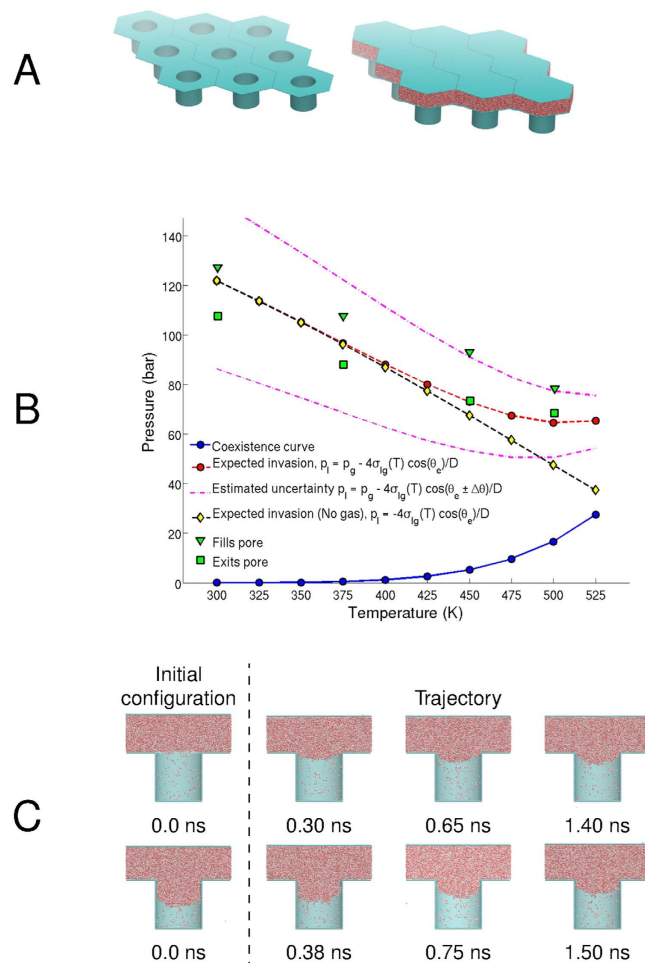 A
B
Pressure (bar)
140
120
100
80
60
40
20
0
Coexistence curve
Expected invasion, p_l = p_g - 4σ_lg(T) cos(θ_e)/D
Estimated uncertainty p_l = p_g - 4σ_lg(T) cos(θ_e ± Δθ)/D
Expected invasion (No gas), p_l = -4σ_lg(T) cos(θ_e)/D
Fills pore
Exits pore
300 325 350 375 400 425 450 475 500 525
Temperature (K)
C
Initial
configuration
Trajectory
0.0 ns 0.30 ns 0.65 ns 1.40 ns
0.0 ns 0.38 ns 0.75 ns 1.50 ns